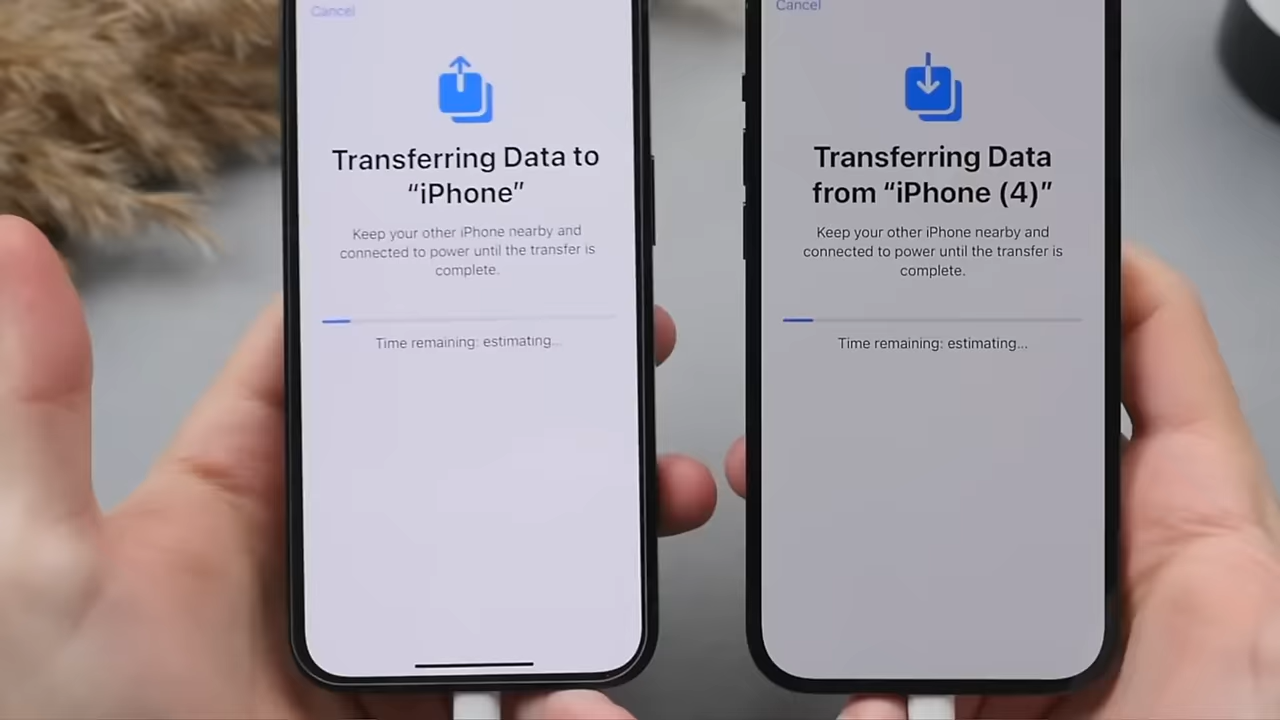 Cancel
Transferring Data to
“iPhone”
Keep your other iPhone nearby and
connected to power until the transfer is
complete.
Time remaining: estimating...
Cancel
Transferring Data
from “iPhone (4)”
Keep your other iPhone nearby and
connected to power until the transfer is
complete.
Time remaining: estimating...